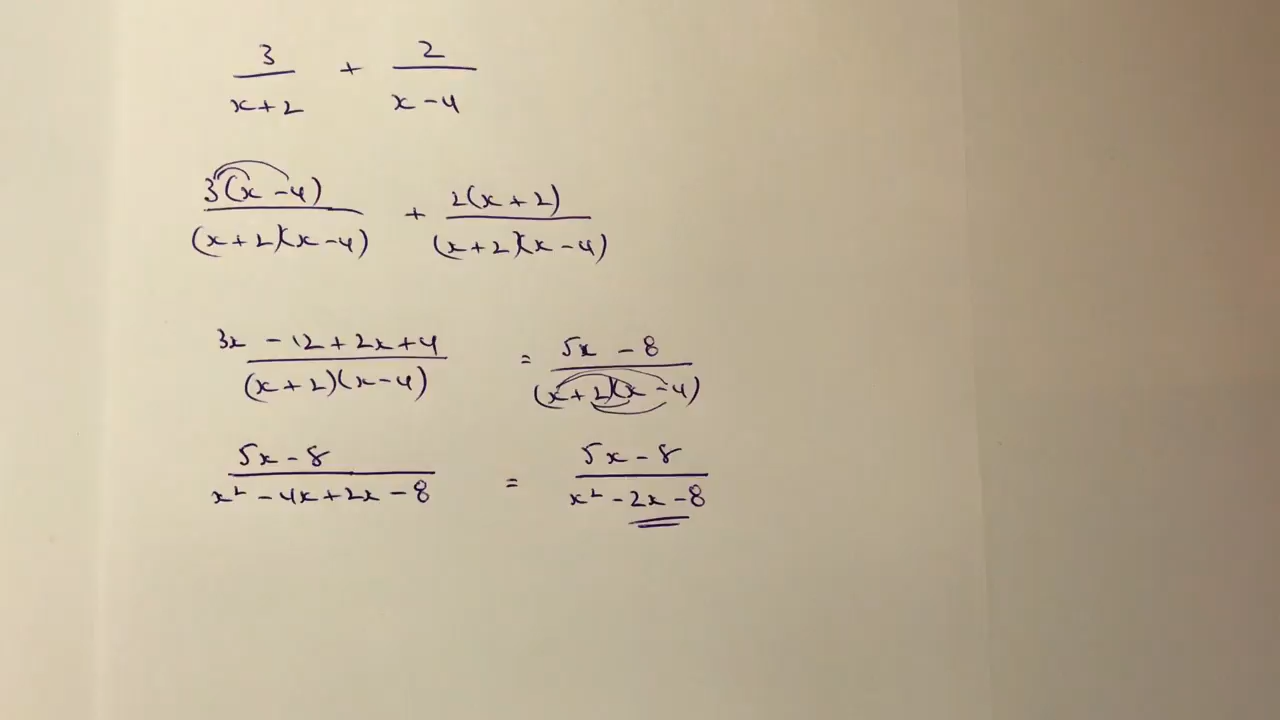 3/(x+2) + 2/(x-4)
3(x-4)/((x+2)(x-4)) + 2(x+2)/((x+2)(x-4))
(3x - 12 + 2x + 4)/((x+2)(x-4)) = (5x - 8)/((x+2)(x-4))
(5x - 8)/(x² - 4x + 2x - 8) = (5x - 8)/(x² - 2x - 8)